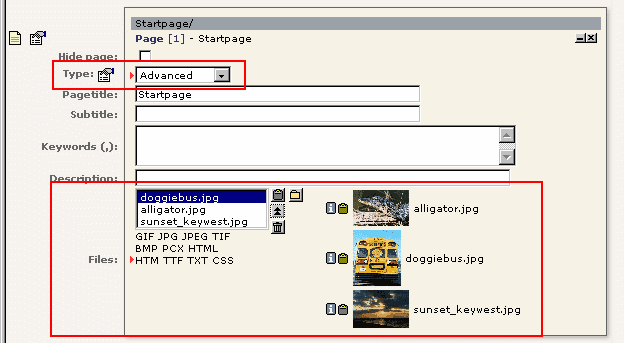 Startpage/
Page [1] - Startpage
Hide page:
Type: Advanced
Pagetitle: Startpage
Subtitle:
Keywords (,):
Description:
doggiebus.jpg
alligator.jpg
sunset_keywest.jpg
GIF JPG JPEG TIF
BMP PCX HTML
Files: HTM TTF TXT CSS
alligator.jpg
doggiebus.jpg
sunset_keywest.jpg